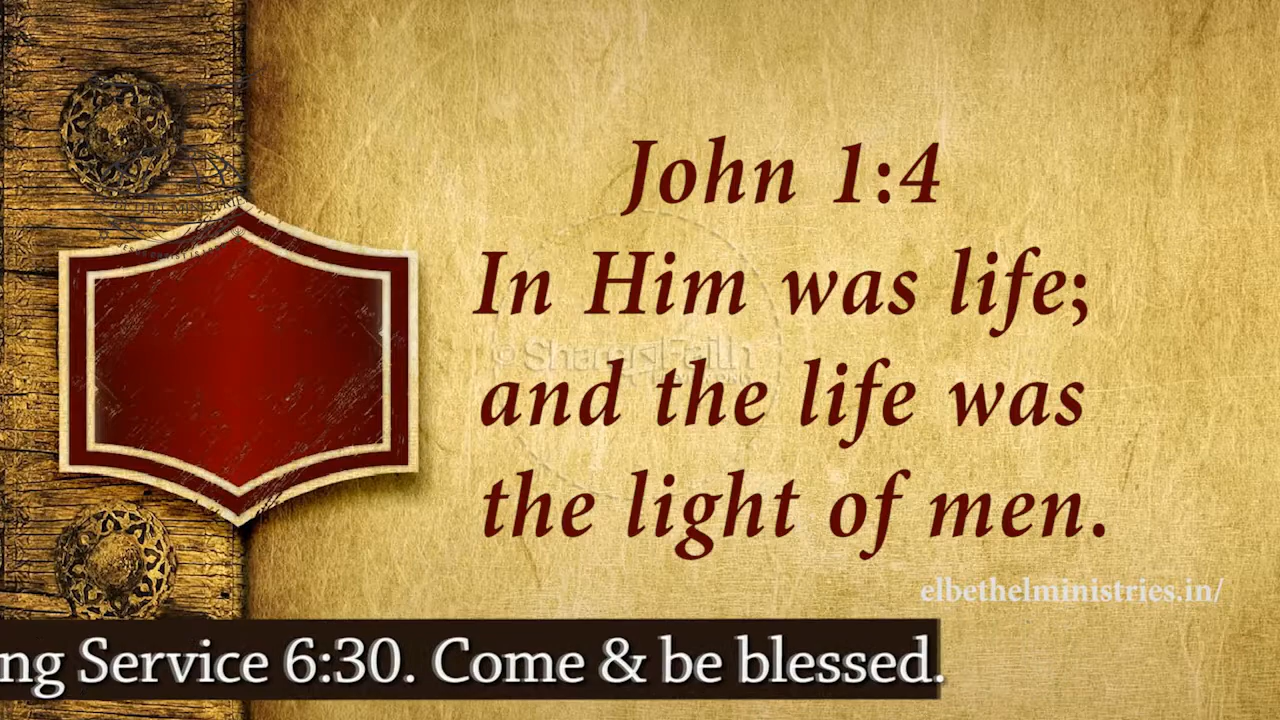 John 1:4
In Him was life;
and the life was
the light of men.
elbethelministries.in/
ng Service 6:30. Come & be blessed.